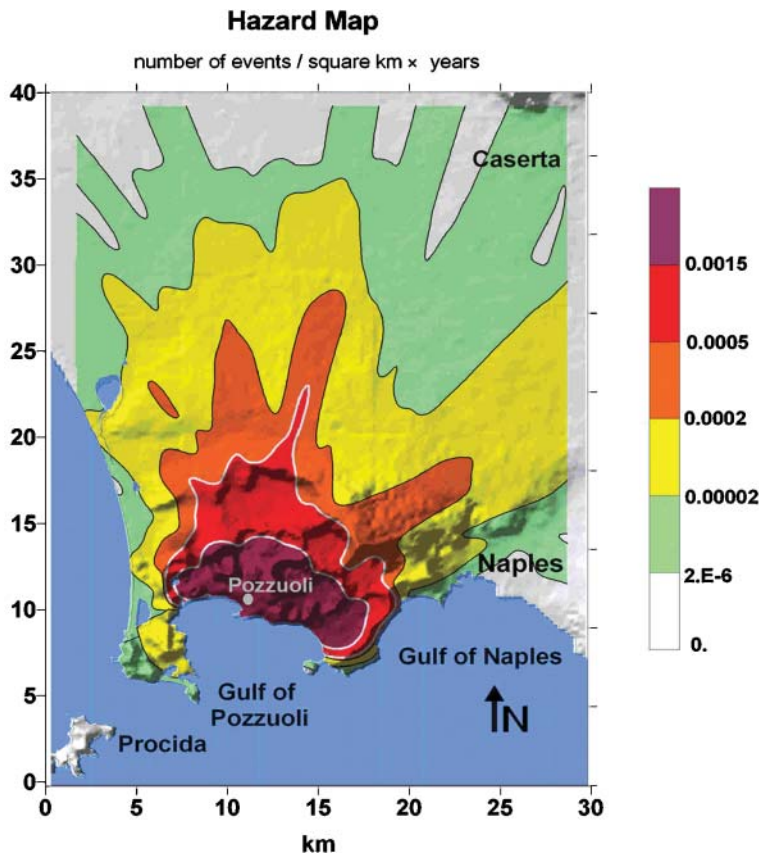 Hazard Map
number of events / square km × years
40
35
30
25
20
15
10
5
0
0 5 10 15 20 25 30
km
Caserta
Pozzuoli
Naples
Gulf of Naples
Gulf of
Pozzuoli
N
Procida
0.0015
0.0005
0.0002
0.00002
2.E-6
0.